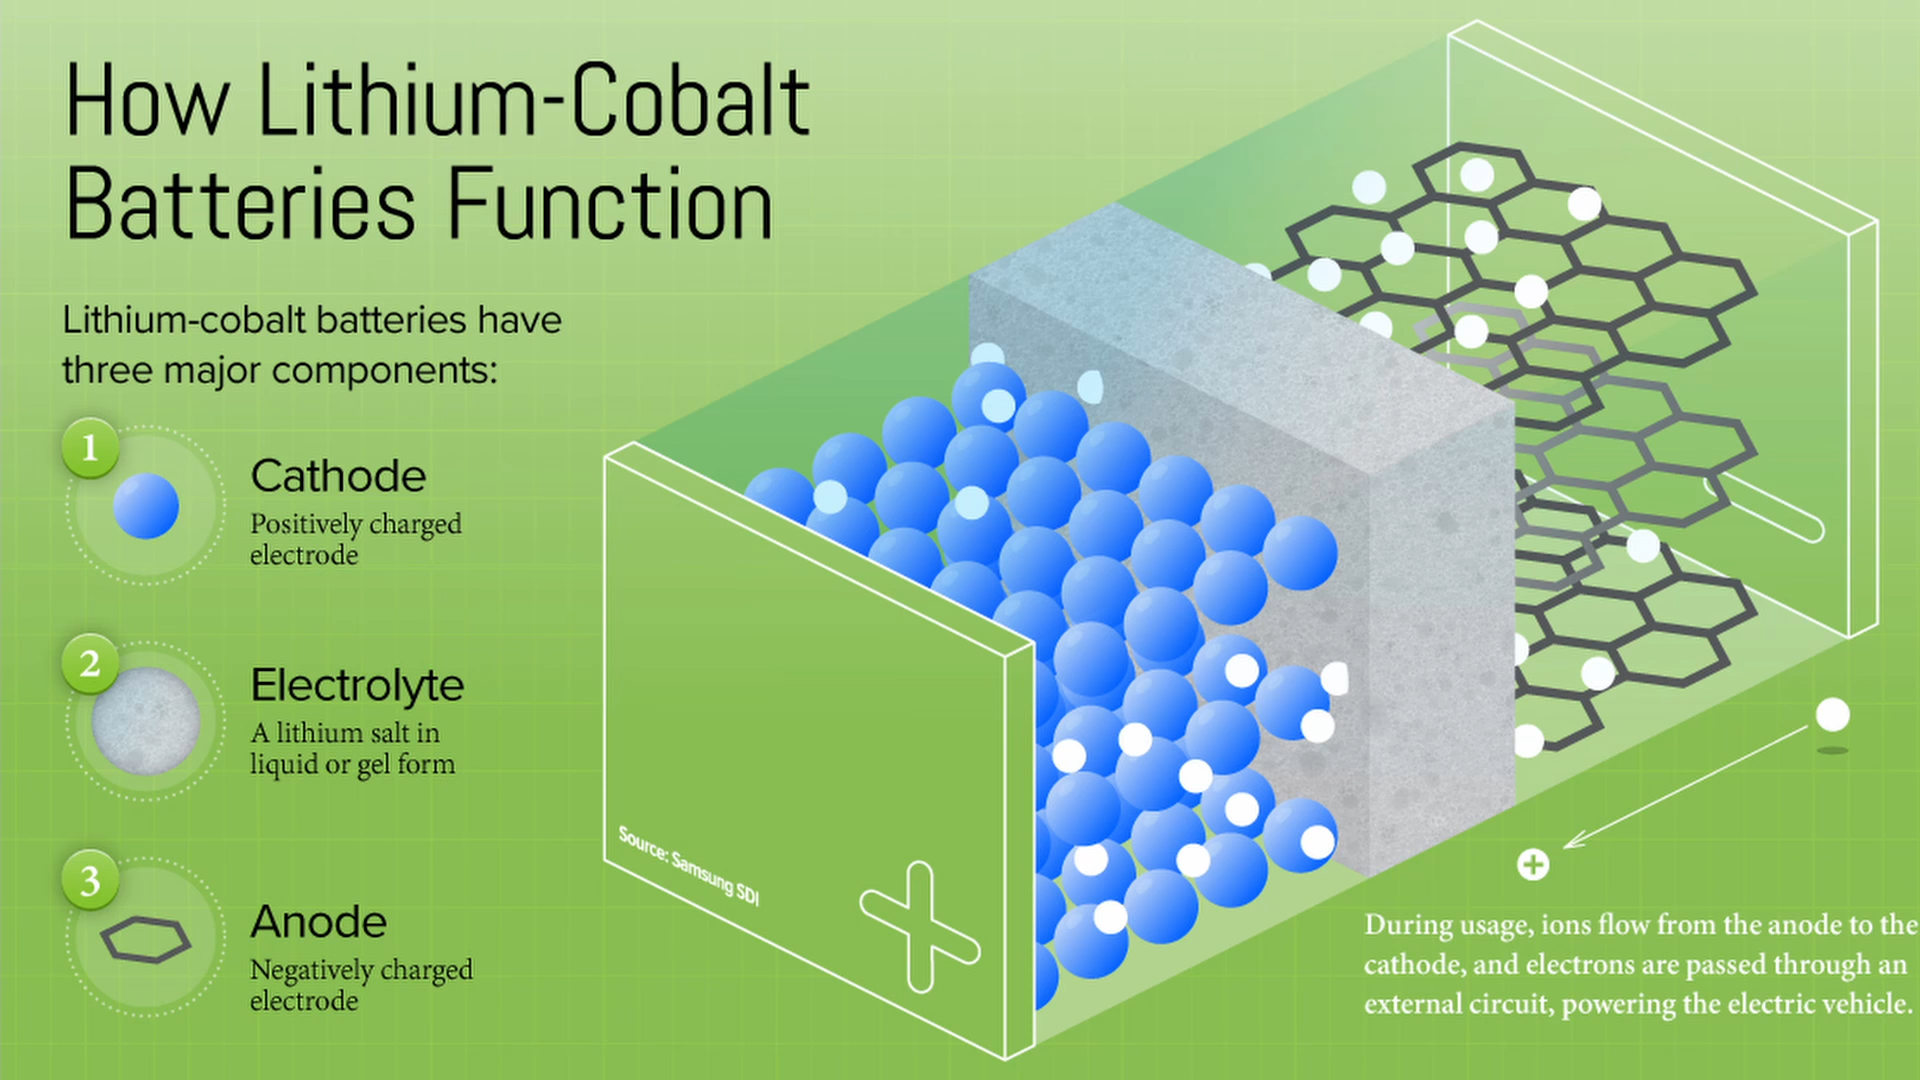 How Lithium-Cobalt
Batteries Function
Lithium-cobalt batteries have
three major components:
1
Cathode
Positively charged
electrode
2
Electrolyte
A lithium salt in
liquid or gel form
3
Anode
Negatively charged
electrode
Source: Samsung SDI
During usage, ions flow from the anode to the
cathode, and electrons are passed through an
external circuit, powering the electric vehicle.